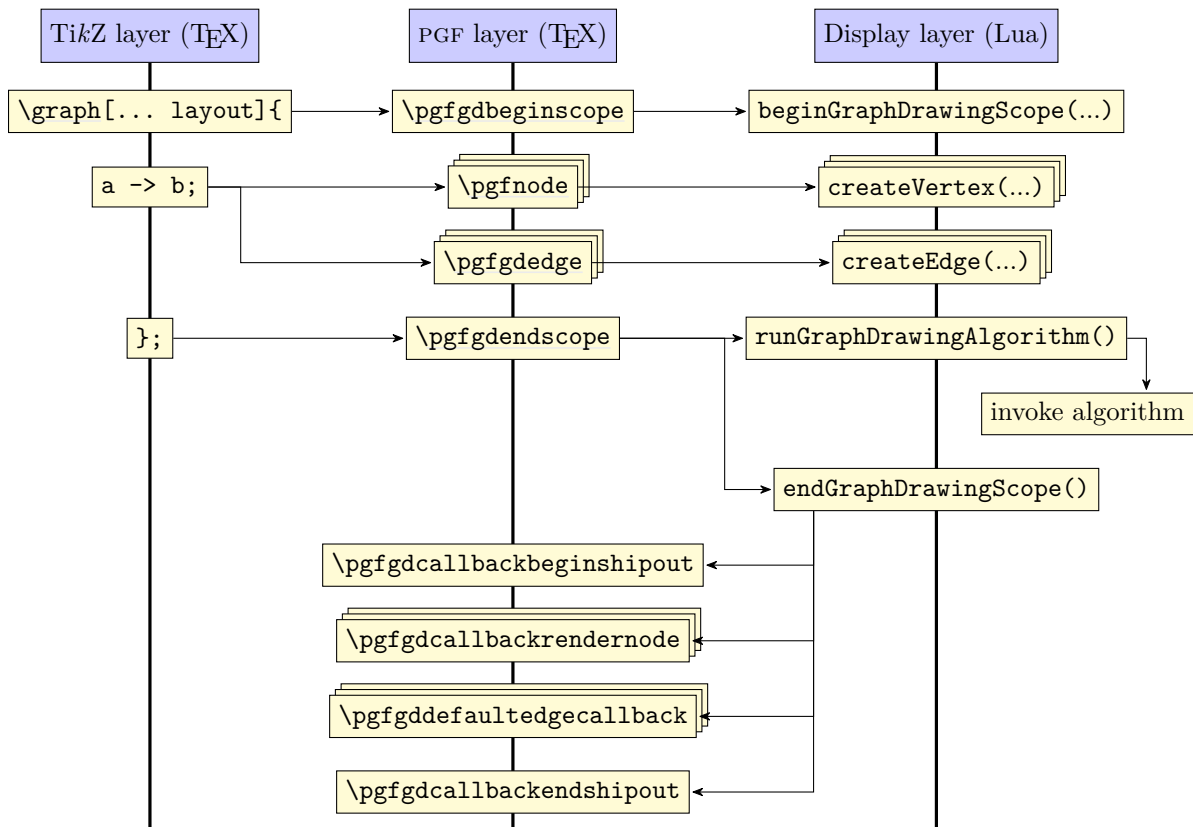 TikZ layer (TEX)
PGF layer (TEX)
Display layer (Lua)
\graph[... layout]{
\pgfgdbeginscope
beginGraphDrawingScope(…)
a -> b;
\pgfnode
createVertex(…)
\pgfgdedge
createEdge(…)
};
\pgfgdendscope
runGraphDrawingAlgorithm()
invoke algorithm
endGraphDrawingScope()
\pgfgdcallbackbeginshipout
\pgfgdcallbackrendernode
\pgfgddefaultedgecallback
\pgfgdcallbackendshipout